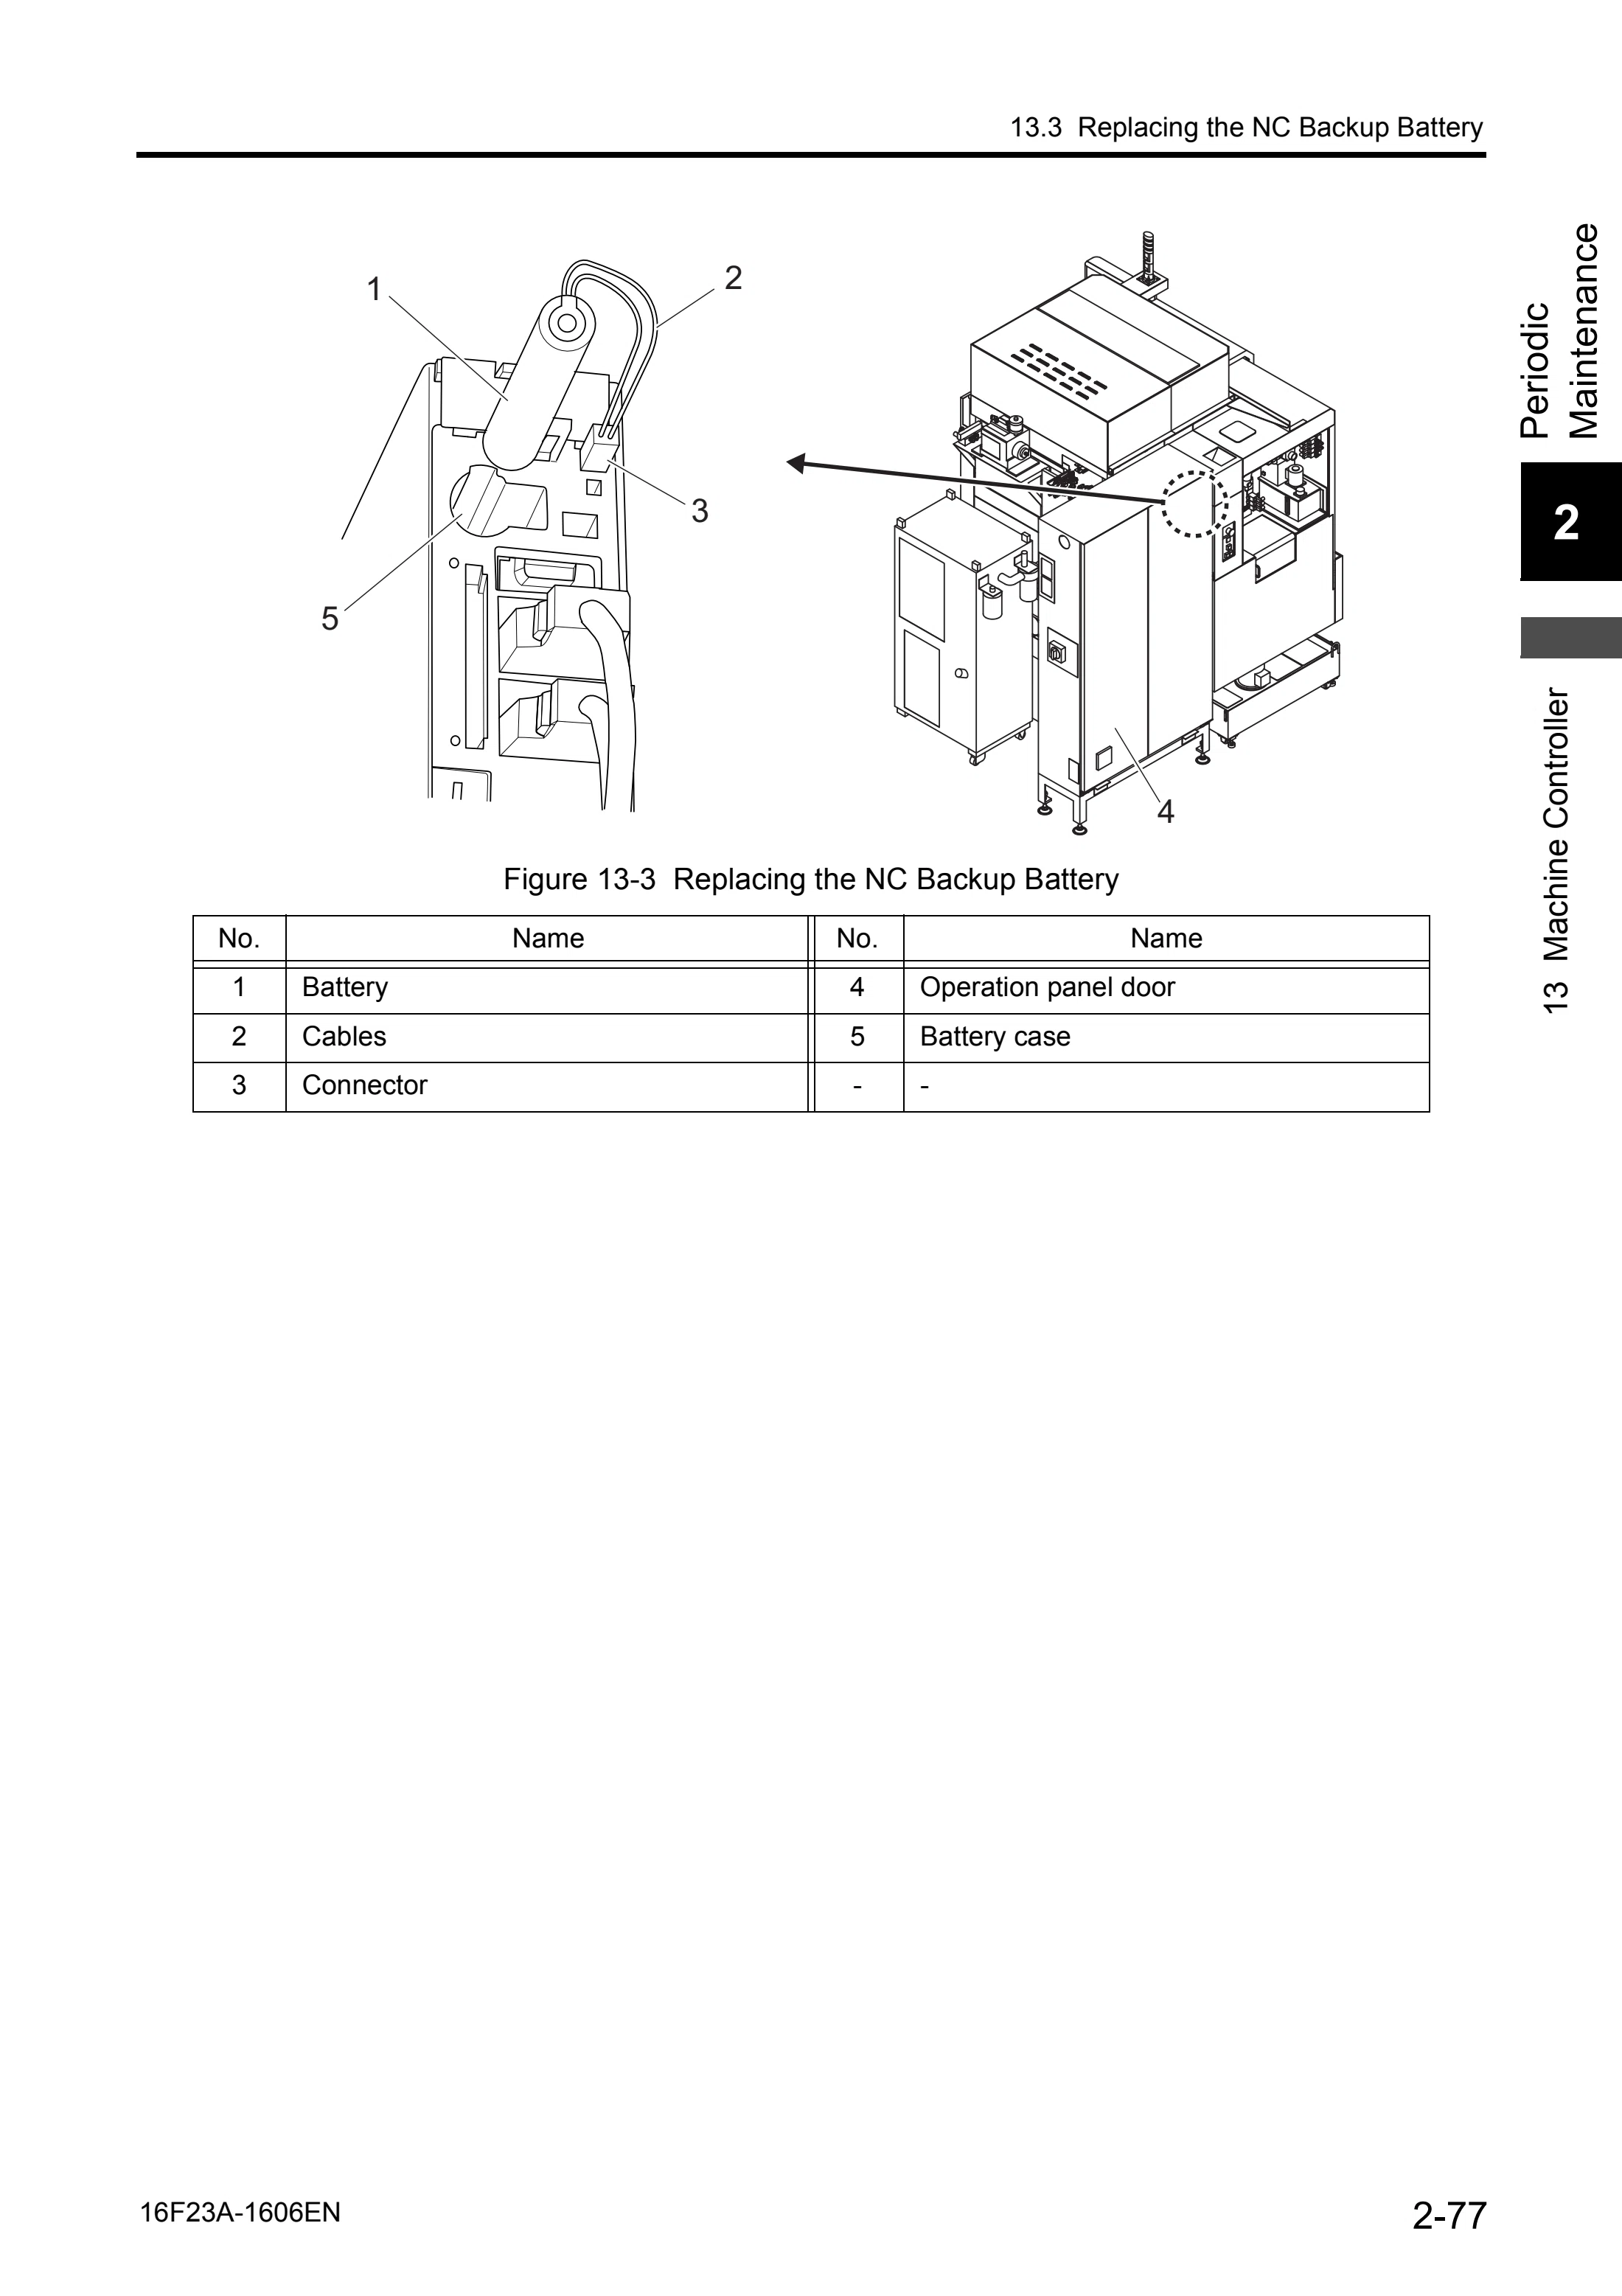 13.3 Replacing the NC Backup Battery
1
2
3
4
5
Figure 13-3 Replacing the NC Backup Battery
No. Name No. Name
1 Battery 4 Operation panel door
2 Cables 5 Battery case
3 Connector - -
Periodic
Maintenance
2
13 Machine Controller
16F23A-1606EN
2-77